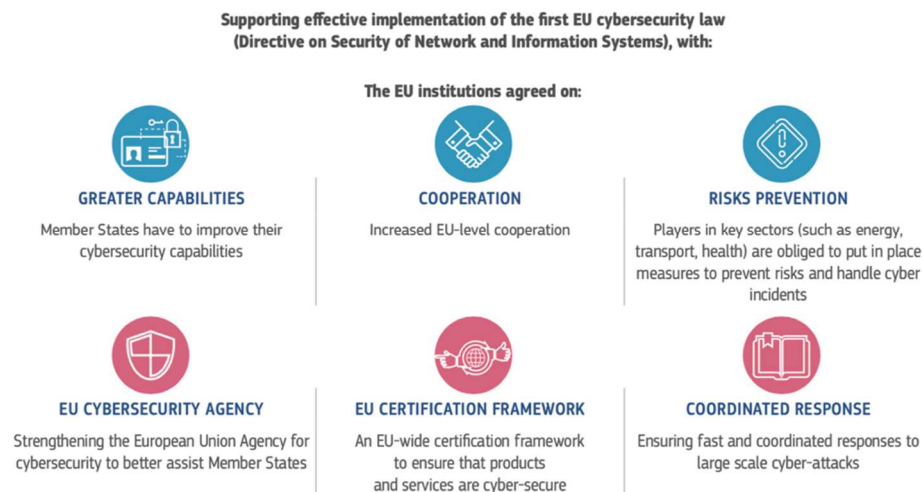 Supporting effective implementation of the first EU cybersecurity law
(Directive on Security of Network and Information Systems), with:
The EU institutions agreed on:
GREATER CAPABILITIES
Member States have to improve their
cybersecurity capabilities
COOPERATION
Increased EU-level cooperation
RISKS PREVENTION
Players in key sectors (such as energy,
transport, health) are obliged to put in place
measures to prevent risks and handle cyber
incidents
EU CYBERSECURITY AGENCY
Strengthening the European Union Agency for
cybersecurity to better assist Member States
EU CERTIFICATION FRAMEWORK
An EU-wide certification framework
to ensure that products
and services are cyber-secure
COORDINATED RESPONSE
Ensuring fast and coordinated responses to
large scale cyber-attacks